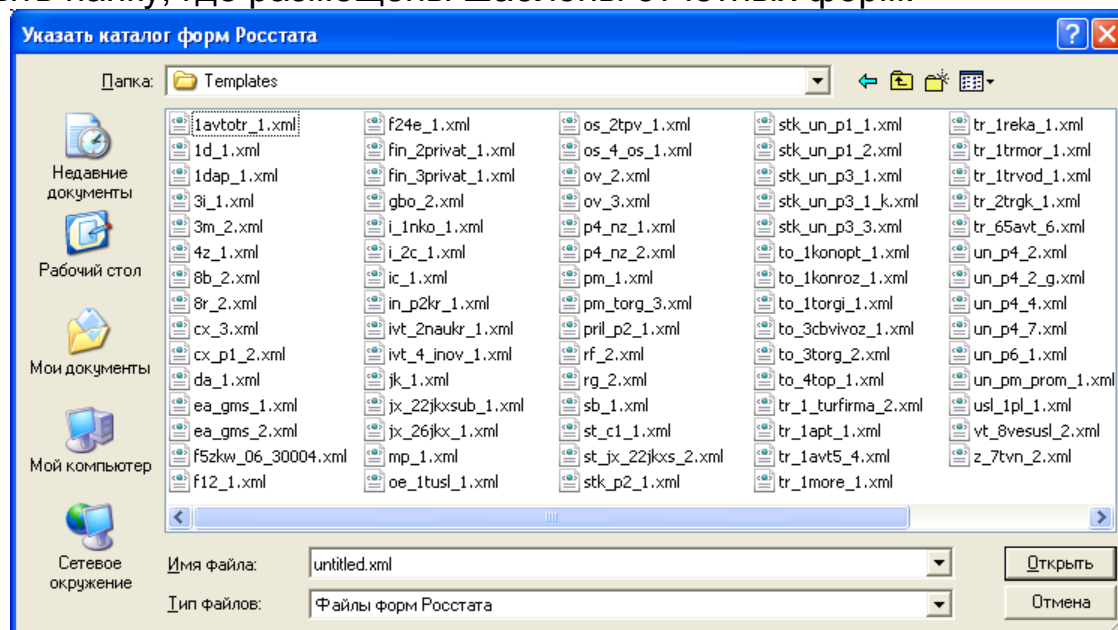 папку, где размещены шаблоны отчетных форм.
Указать каталог форм Росстата
Папка: Templates
Недавние
документы
Рабочий стол
Мои документы
Мой компьютер
Сетевое
окружение
1avtotr_1.xml
1d_1.xml
1dap_1.xml
3i_1.xml
3m_2.xml
4z_1.xml
8b_2.xml
8r_2.xml
cx_3.xml
cx_p1_2.xml
da_1.xml
ea_gms_1.xml
ea_gms_2.xml
f5zkw_06_30004.xml
f12_1.xml
f24e_1.xml
fin_2privat_1.xml
fin_3privat_1.xml
gbo_2.xml
i_1nko_1.xml
i_2c_1.xml
ic_1.xml
in_p2kr_1.xml
ivt_2naukr_1.xml
ivt_4_inov_1.xml
jk_1.xml
jx_22jkxsub_1.xml
jx_26jkx_1.xml
mp_1.xml
oe_1tusl_1.xml
os_2tpv_1.xml
os_4_os_1.xml
ov_2.xml
ov_3.xml
p4_nz_1.xml
p4_nz_2.xml
pm_1.xml
pm_torg_3.xml
pril_p2_1.xml
rf_2.xml
rg_2.xml
sb_1.xml
st_c1_1.xml
st_jx_22jkxs_2.xml
stk_p2_1.xml
stk_un_p1_1.xml
stk_un_p1_2.xml
stk_un_p3_1.xml
stk_un_p3_1_k.xml
stk_un_p3_3.xml
to_1konopt_1.xml
to_1konroz_1.xml
to_1torgi_1.xml
to_3cbvivoz_1.xml
to_3torg_2.xml
to_4top_1.xml
tr_1_turfirma_2.xml
tr_1apt_1.xml
tr_1avt5_4.xml
tr_1more_1.xml
tr_1reka_1.xml
tr_1trmor_1.xml
tr_1trvod_1.xml
tr_2trgk_1.xml
tr_65avt_6.xml
un_p4_2.xml
un_p4_2_g.xml
un_p4_4.xml
un_p4_7.xml
un_p6_1.xml
un_pm_prom_1.xml
usl_1pl_1.xml
vt_8vesusl_2.xml
z_7tvn_2.xml
Имя файла: untitled.xml Открыть
Тип файлов: Файлы форм Росстата Отмена